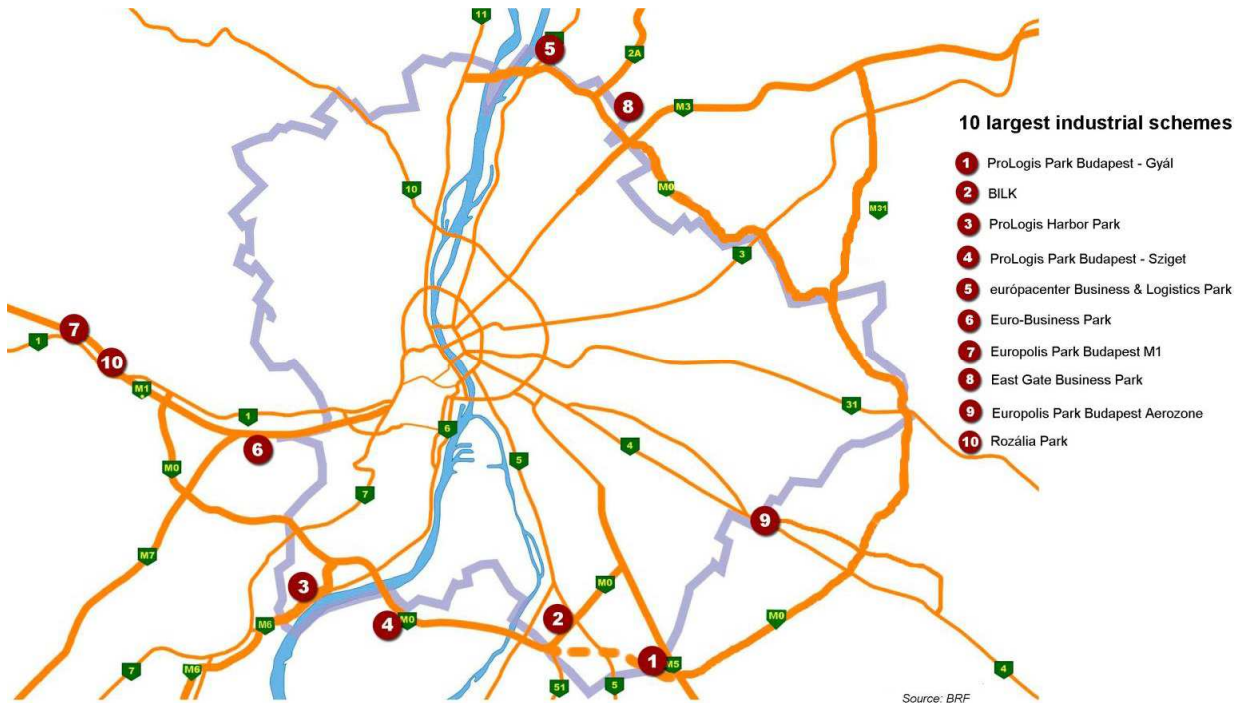 11
5
2A
8
M3
10 largest industrial schemes
1 ProLogis Park Budapest - Gyál
10
M0
M31
2 BILK
3 ProLogis Harbor Park
3
4 ProLogis Park Budapest - Sziget
5 európacenter Business & Logistics Park
6 Euro-Business Park
7
1
7 Europolis Park Budapest M1
10
M1
8 East Gate Business Park
31
9 Europolis Park Budapest Aerozone
1
6
6
4
10 Rozália Park
5
M0
7
9
M7
3
M0
2
M6
4
M0
M0
1
M5
7
M6
51
5
4
Source: BRF